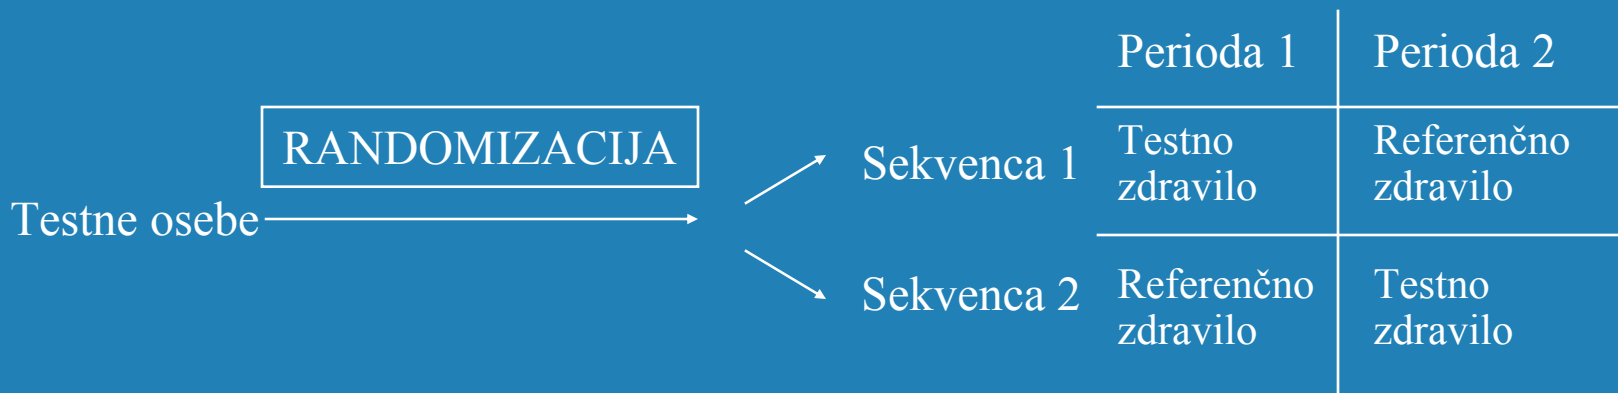 Perioda 1 Perioda 2
RANDOMIZACIJA
Testne osebe
Sekvenca 1
Testno
zdravilo
Referenčno
zdravilo
Sekvenca 2
Referenčno
zdravilo
Testno
zdravilo